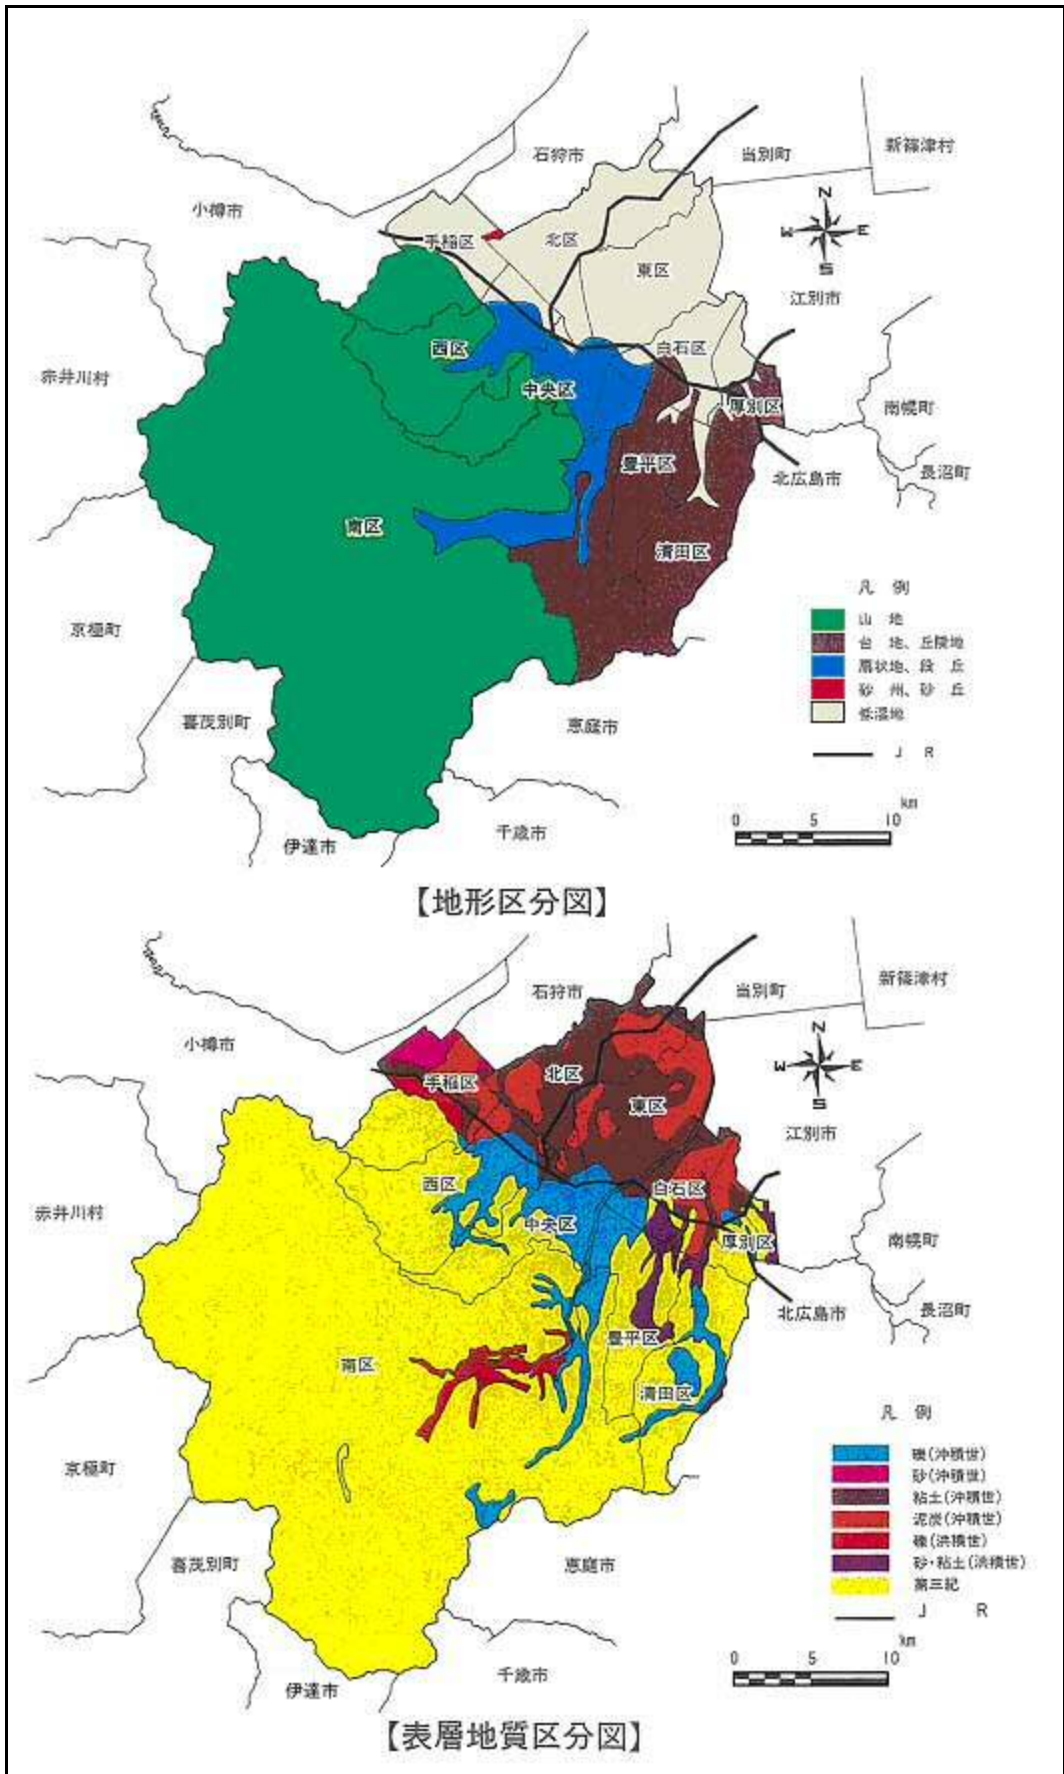 石狩市
当別町
新篠津村
小樽市
手稲区
北区
東区
N
W E
S
江別市
赤井川村
西区
中央区
白石区
厚別区
南幌町
豊平区
北広島市
長沼町
南区
清田区
京極町
喜茂別町
恵庭市
伊達市
千歳市
凡 例
山 地
台 地、丘陵地
扇状地、段 丘
砂 州、砂 丘
低湿地
J R
km
0 5 10
【地形区分図】
石狩市
当別町
新篠津村
小樽市
手稲区
北区
東区
N
W E
S
江別市
赤井川村
西区
中央区
白石区
厚別区
南幌町
北広島市
長沼町
豊平区
南区
清田区
京極町
喜茂別町
恵庭市
伊達市
千歳市
凡 例
礫(沖積世)
砂(沖積世)
粘土(沖積世)
泥炭(沖積世)
礫(洪積世)
砂・粘土(洪積世)
第三紀
J R
km
0 5 10
【表層地質区分図】